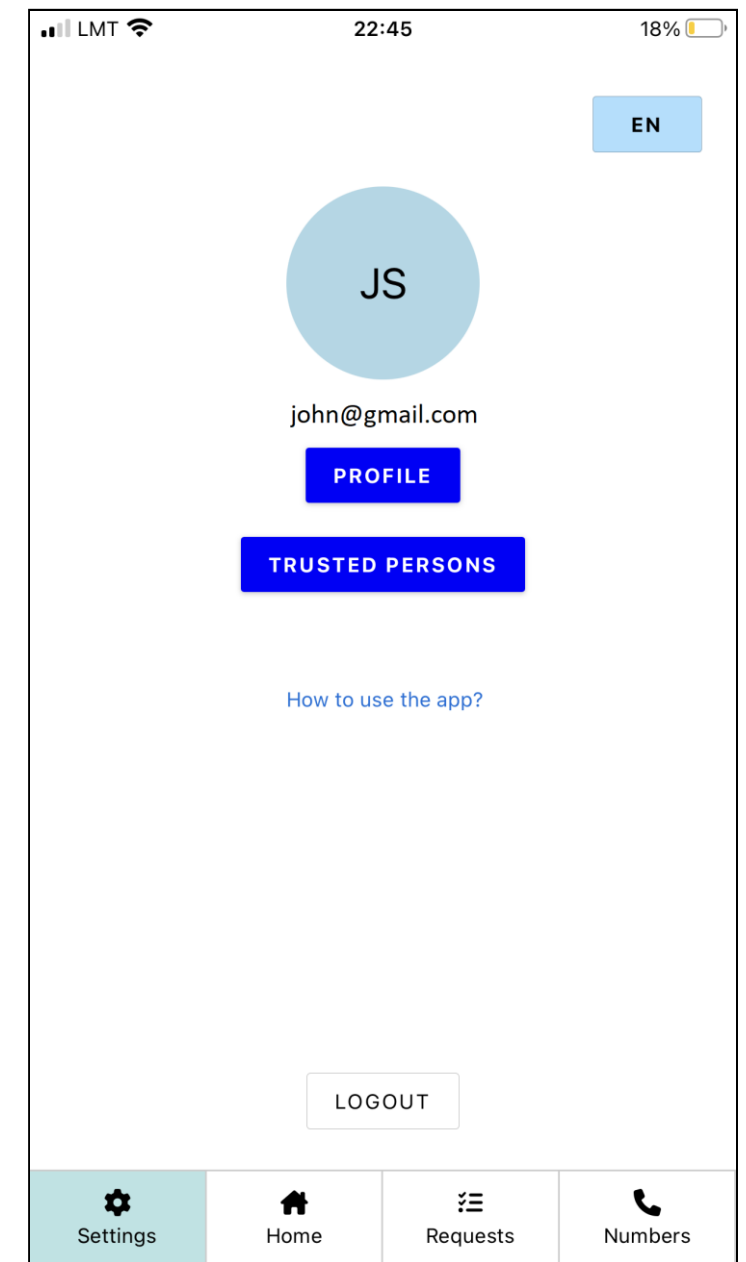 LMT 22:45 18%
EN
JS
john@gmail.com
PROFILE
TRUSTED PERSONS
How to use the app?
LOGOUT
Settings Home Requests Numbers